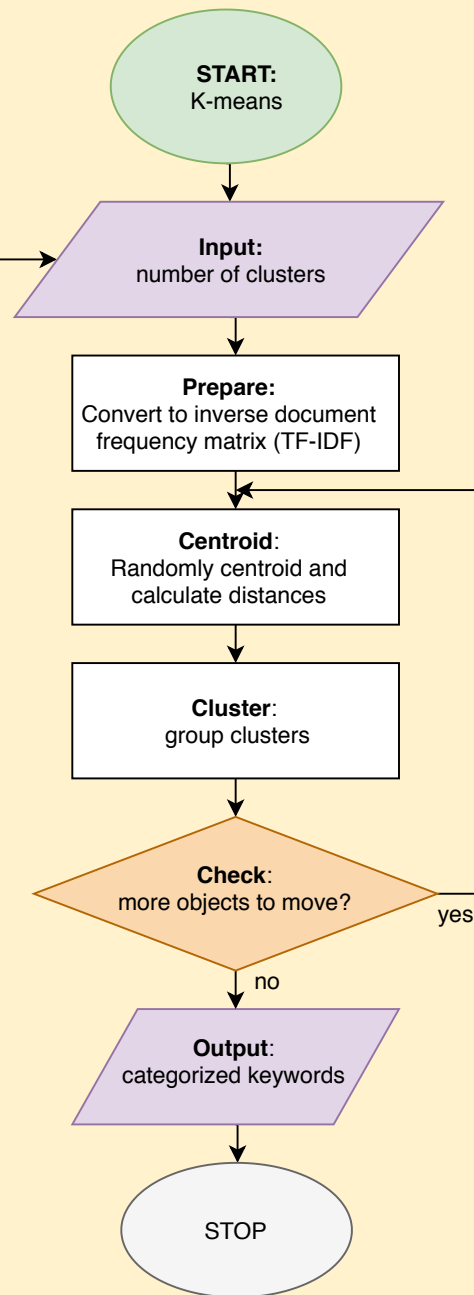 START:
K-means
Input:
number of clusters
Prepare:
Convert to inverse document
frequency matrix (TF-IDF)
Centroid:
Randomly centroid and
calculate distances
Cluster:
group clusters
Check:
more objects to move?
yes
no
Output:
categorized keywords
STOP